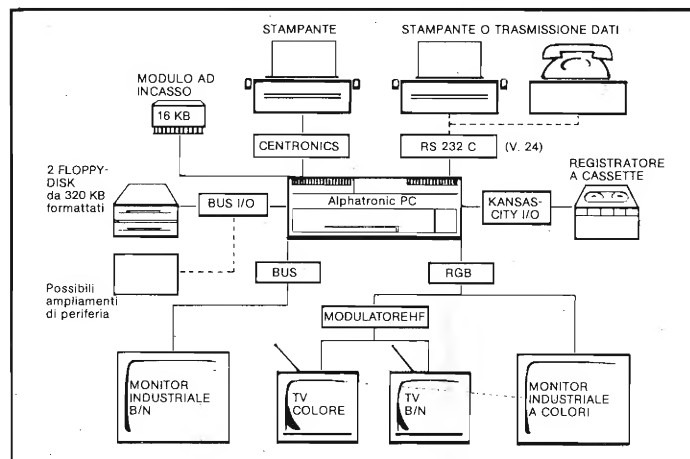 STAMPANTE
STAMPANTE O TRASMISSIONE DATI
MODULO AD
INCASSO
16 KB
CENTRONICS
RS 232 C
(V. 24)
REGISTRATORE
A CASSETTE
2 FLOPPY-
DISK
da 320 KB
formattati
BUS I/O
Alphatronic PC
KANSAS-
CITY I/O
BUS
RGB
Possibili
ampliamenti
di periferia
MODULATOREHF
MONITOR
INDUSTRIALE
B/N
TV
COLORE
TV
B/N
MONITOR
INDUSTRIALE
A COLORI